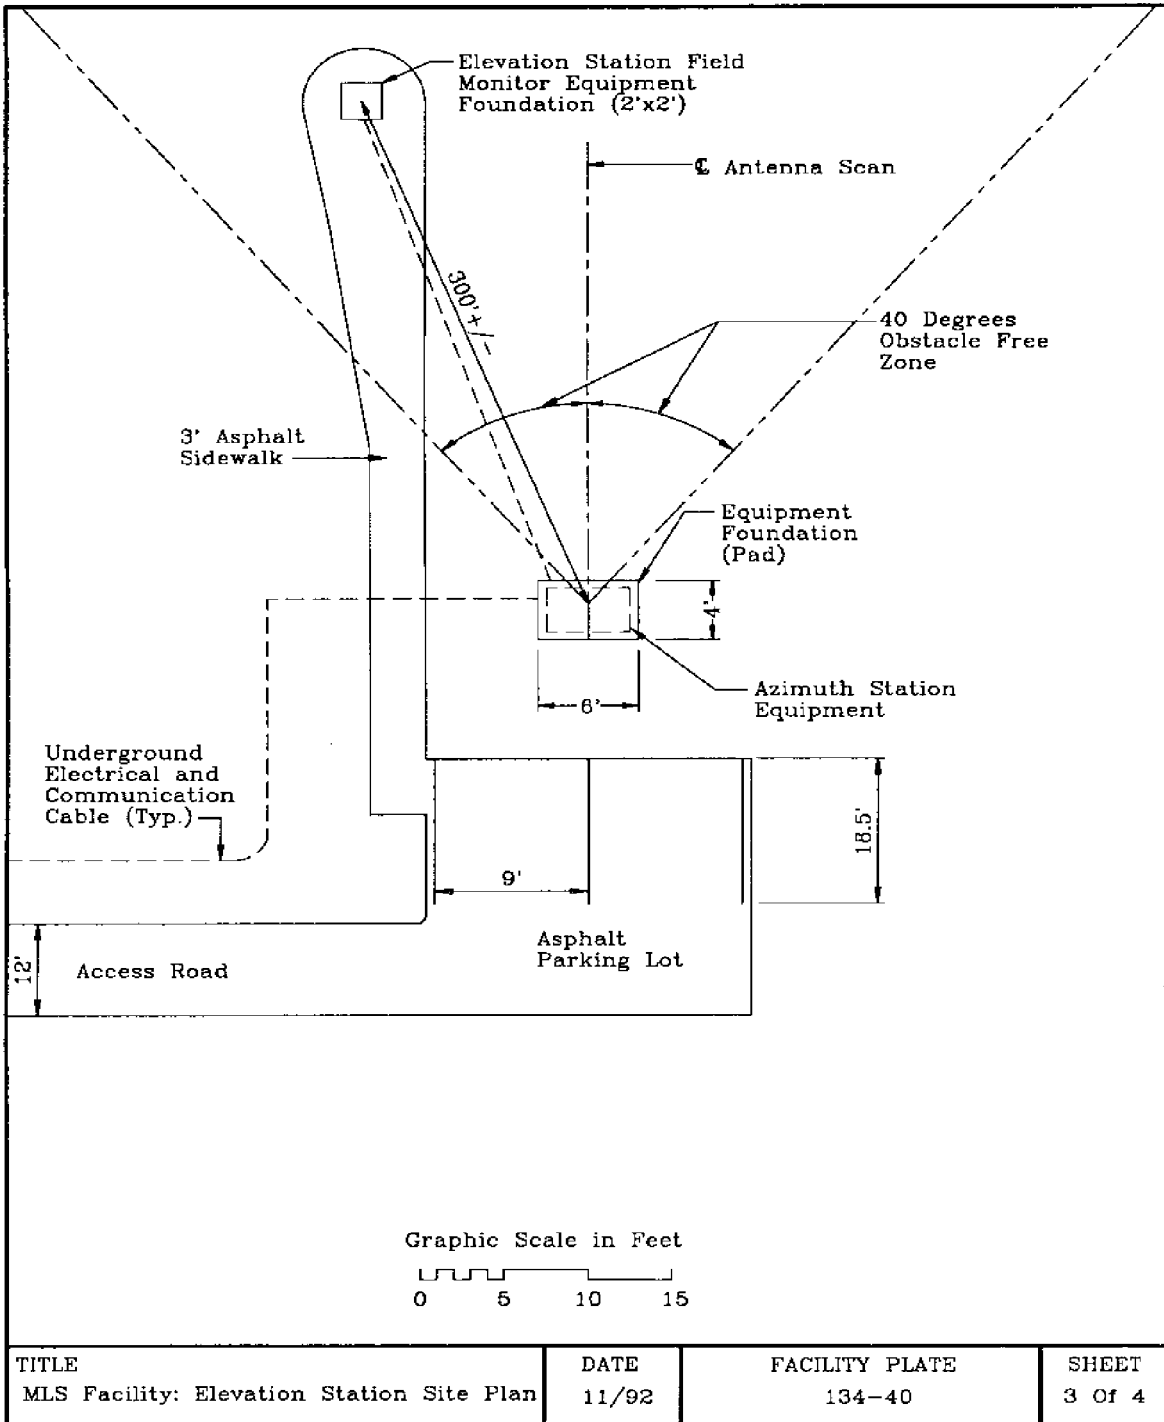 Elevation Station Field
Monitor Equipment
Foundation (2'x2')
℄ Antenna Scan
300'+/-
40 Degrees
Obstacle Free
Zone
3' Asphalt
Sidewalk
Equipment
Foundation
(Pad)
4'
6'
Azimuth Station
Equipment
Underground
Electrical and
Communication
Cable (Typ.)
18.5'
9'
Asphalt
Parking Lot
12'
Access Road
Graphic Scale in Feet
0 5 10 15
TITLE
MLS Facility: Elevation Station Site Plan
DATE
11/92
FACILITY PLATE
134-40
SHEET
3 Of 4